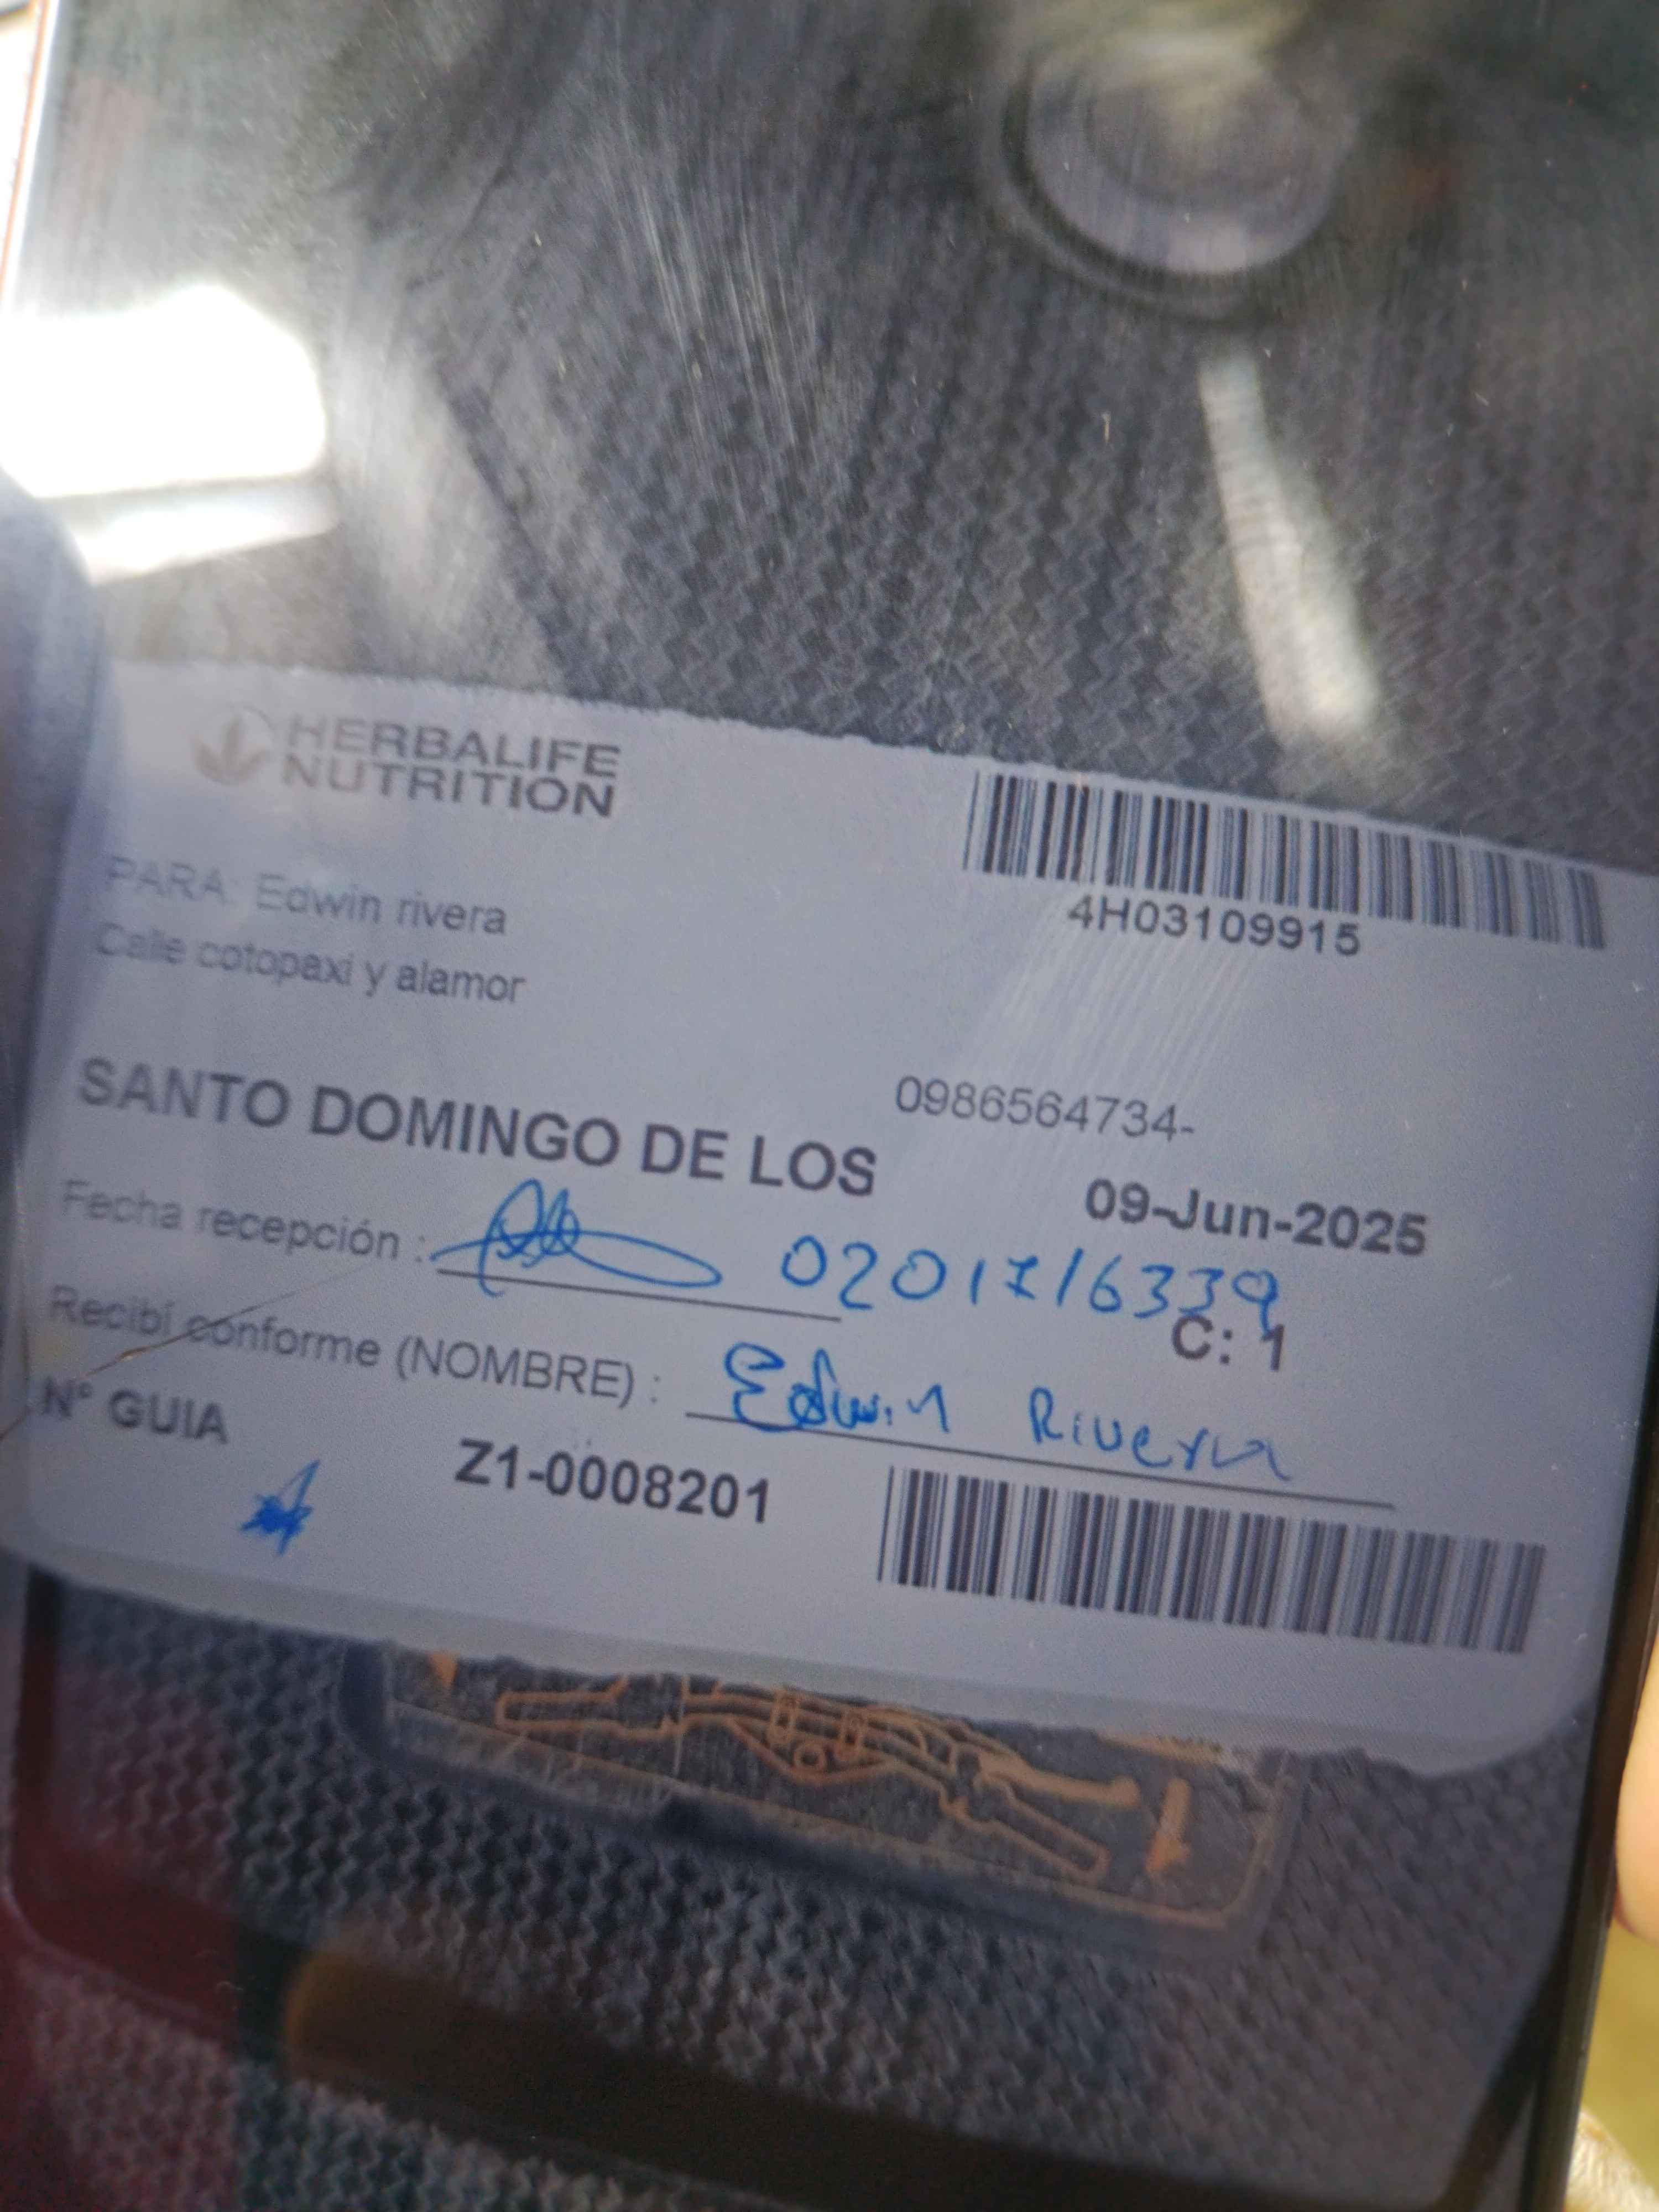 HERBALIFE
NUTRITION
4H03109915
PARA: Edwin rivera
Calle cotopaxi y alamor
0986564734-
SANTO DOMINGO DE LOS
09-Jun-2025
Fecha recepción : 0201716339
C: 1
Recibí conforme (NOMBRE) : Edwin Rivera
N° GUIA
Z1-0008201